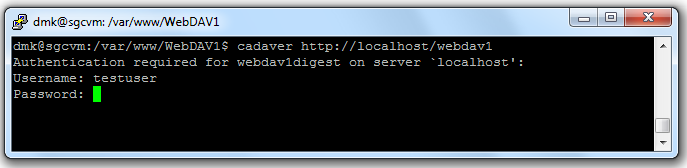 dmk@sgcvm: /var/www/WebDAV1
dmk@sgcvm:/var/www/WebDAV1$ cadaver http://localhost/webdav1
Authentication required for webdav1digest on server `localhost':
Username: testuser
Password: